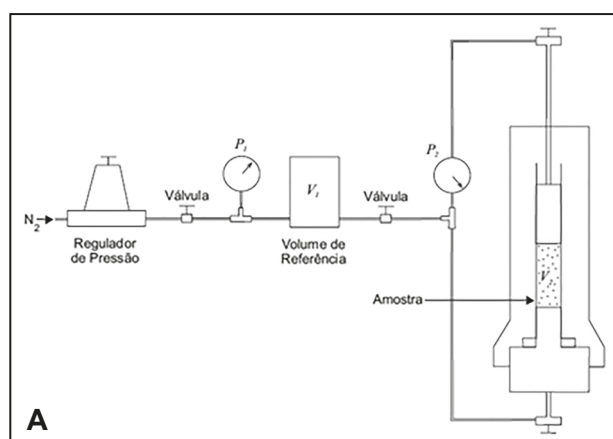 P₁
P₂
Válvula
V₁
Válvula
N₂
Regulador
de Pressão
Volume de
Referência
Amostra
A